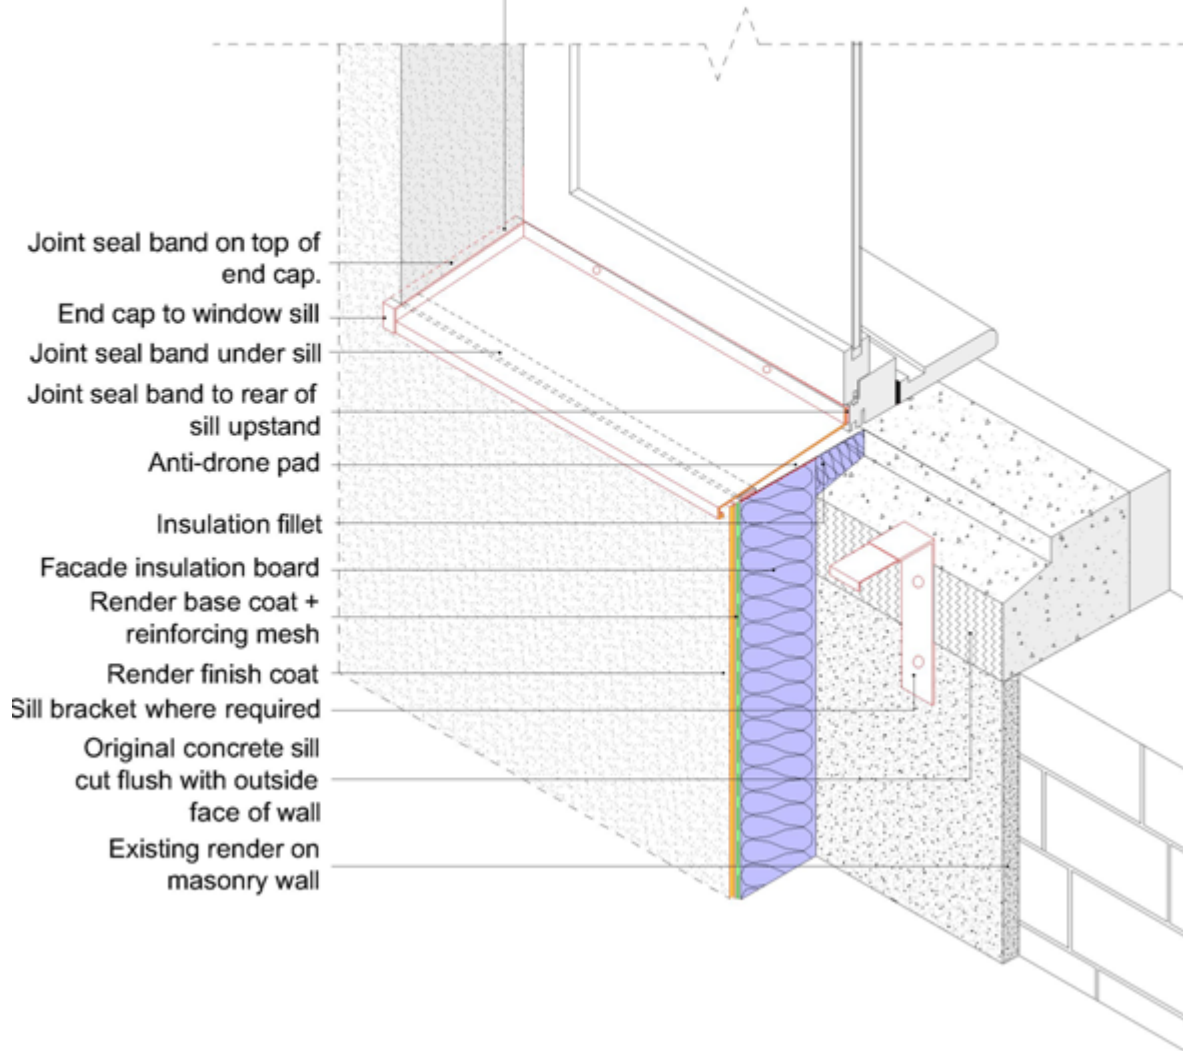 Joint seal band on top of
end cap.
End cap to window sill
Joint seal band under sill
Joint seal band to rear of
sill upstand
Anti-drone pad
Insulation fillet
Facade insulation board
Render base coat +
reinforcing mesh
Render finish coat
Sill bracket where required
Original concrete sill
cut flush with outside
face of wall
Existing render on
masonry wall